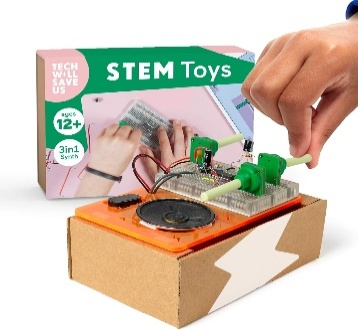 TECH
WILL
SAVE
US
STEM Toys
ages
12+
3in1
Synth